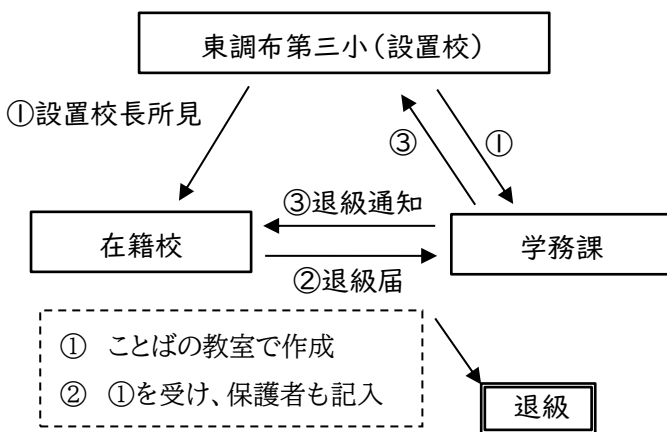 東調布第三小（設置校）
①設置校長所見
③
①
③退級通知
在籍校
学務課
②退級届
① ことばの教室で作成
② ①を受け、保護者も記入
退級